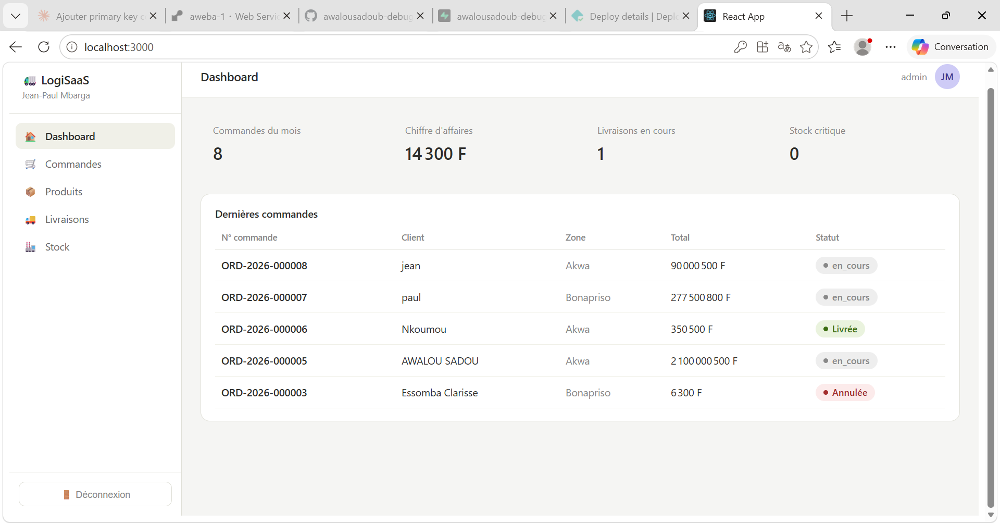 Ajouter primary key c
aweba-1 • Web Servic
awalousadoub-debug
awalousadoub-debug
Deploy details | Deplo
React App
localhost:3000
Conversation
LogiSaaS
Jean-Paul Mbarga
Dashboard
Commandes
Produits
Livraisons
Stock
Déconnexion
Dashboard
admin
JM
Commandes du mois
8
Chiffre d'affaires
14 300 F
Livraisons en cours
1
Stock critique
0
Dernières commandes
N° commande Client Zone Total Statut
ORD-2026-000008 jean Akwa 90 000 500 F en_cours
ORD-2026-000007 paul Bonapriso 277 500 800 F en_cours
ORD-2026-000006 Nkoumou Akwa 350 500 F Livrée
ORD-2026-000005 AWALOU SADOU Akwa 2 100 000 500 F en_cours
ORD-2026-000003 Essomba Clarisse Bonapriso 6 300 F Annulée